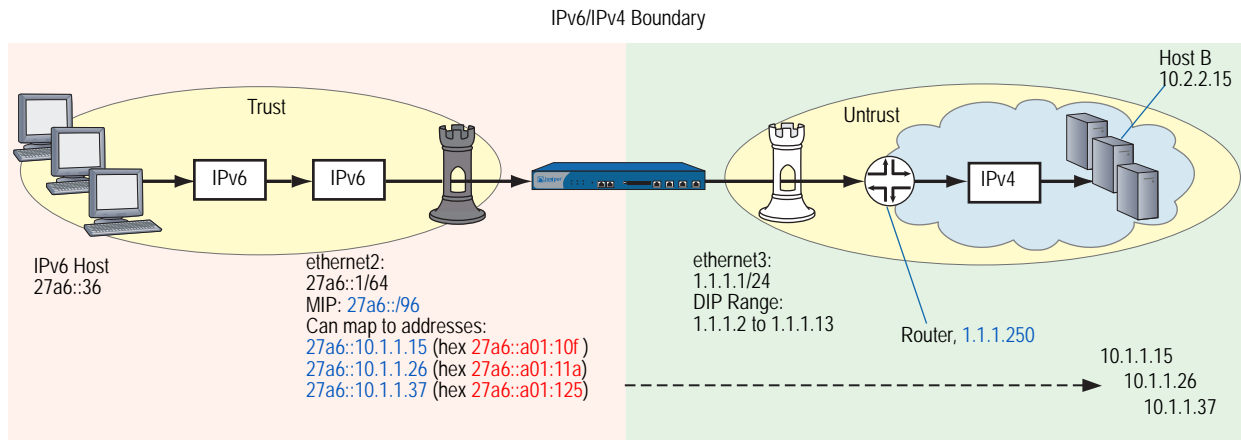 IPv6/IPv4 Boundary
Host B
10.2.2.15
Trust
Untrust
IPv6
IPv6
IPv4
IPv6 Host
27a6::36
ethernet2:
27a6::1/64
MIP: 27a6::/96
Can map to addresses:
27a6::10.1.1.15 (hex 27a6::a01:10f )
27a6::10.1.1.26 (hex 27a6::a01:11a)
27a6::10.1.1.37 (hex 27a6::a01:125)
ethernet3:
1.1.1.1/24
DIP Range:
1.1.1.2 to 1.1.1.13
Router, 1.1.1.250
10.1.1.15
10.1.1.26
10.1.1.37